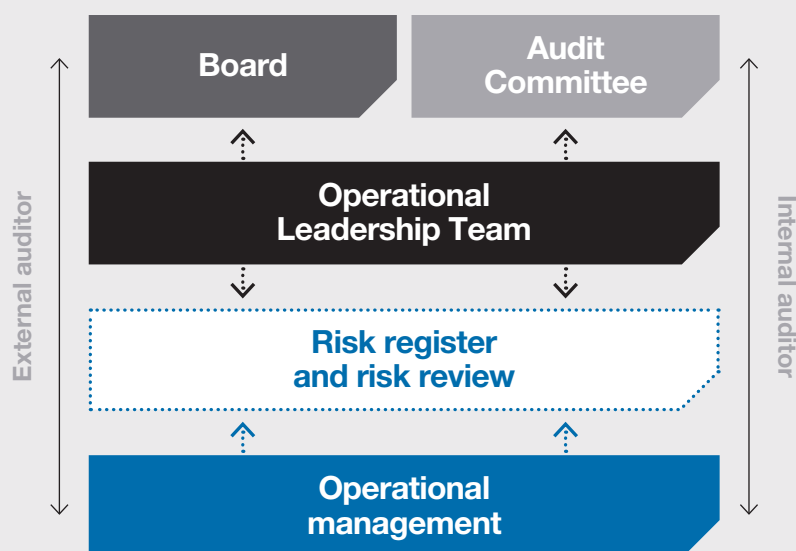 Board
Audit
Committee
Operational
Leadership Team
External auditor
Internal auditor
Risk register
and risk review
Operational
management